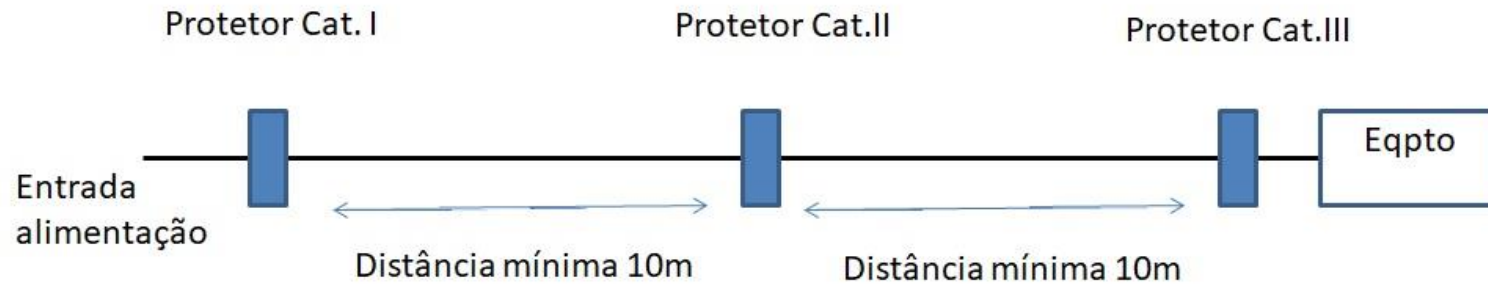 Protetor Cat. I
Protetor Cat.II
Protetor Cat.III
Eqpto
Entrada
alimentação
Distância mínima 10m
Distância mínima 10m